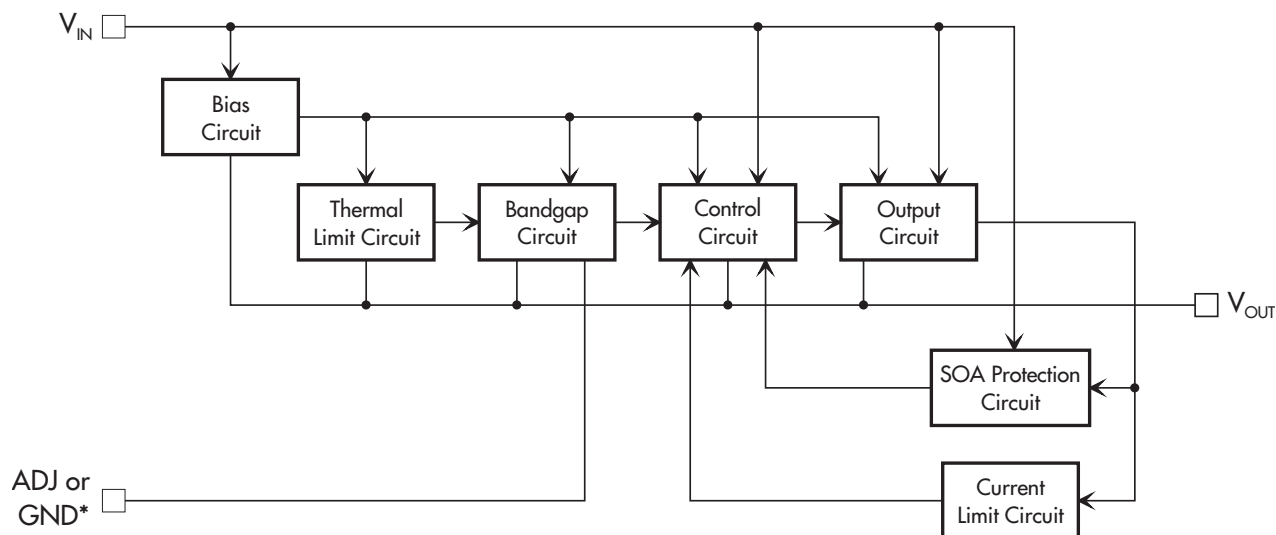 VIN
Bias
Circuit
Thermal
Limit Circuit
Bandgap
Circuit
Control
Circuit
Output
Circuit
VOUT
SOA Protection
Circuit
ADJ or
GND*
Current
Limit Circuit